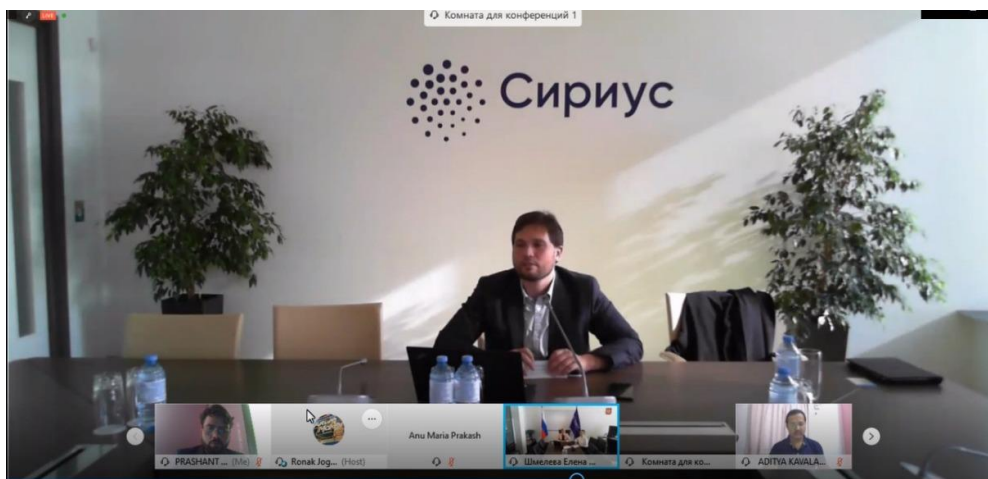 LIVE
Комната для конференций 1
Сириус
Anu Maria Prakash
PRASHANT ... (Me)
Ronak Jog... (Host)
Шмелева Елена ...
Комната для ко...
ADITYA KAVALA...